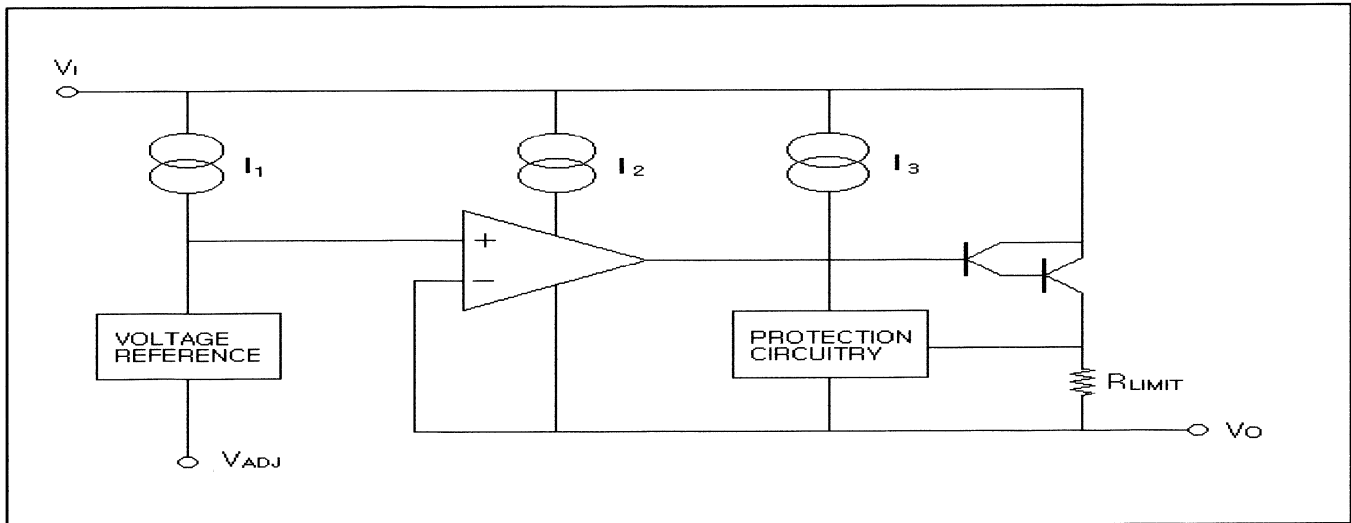 VI
I1
I2
I3
+
−
VOLTAGE
REFERENCE
PROTECTION
CIRCUITRY
RLIMIT
VO
VADJ